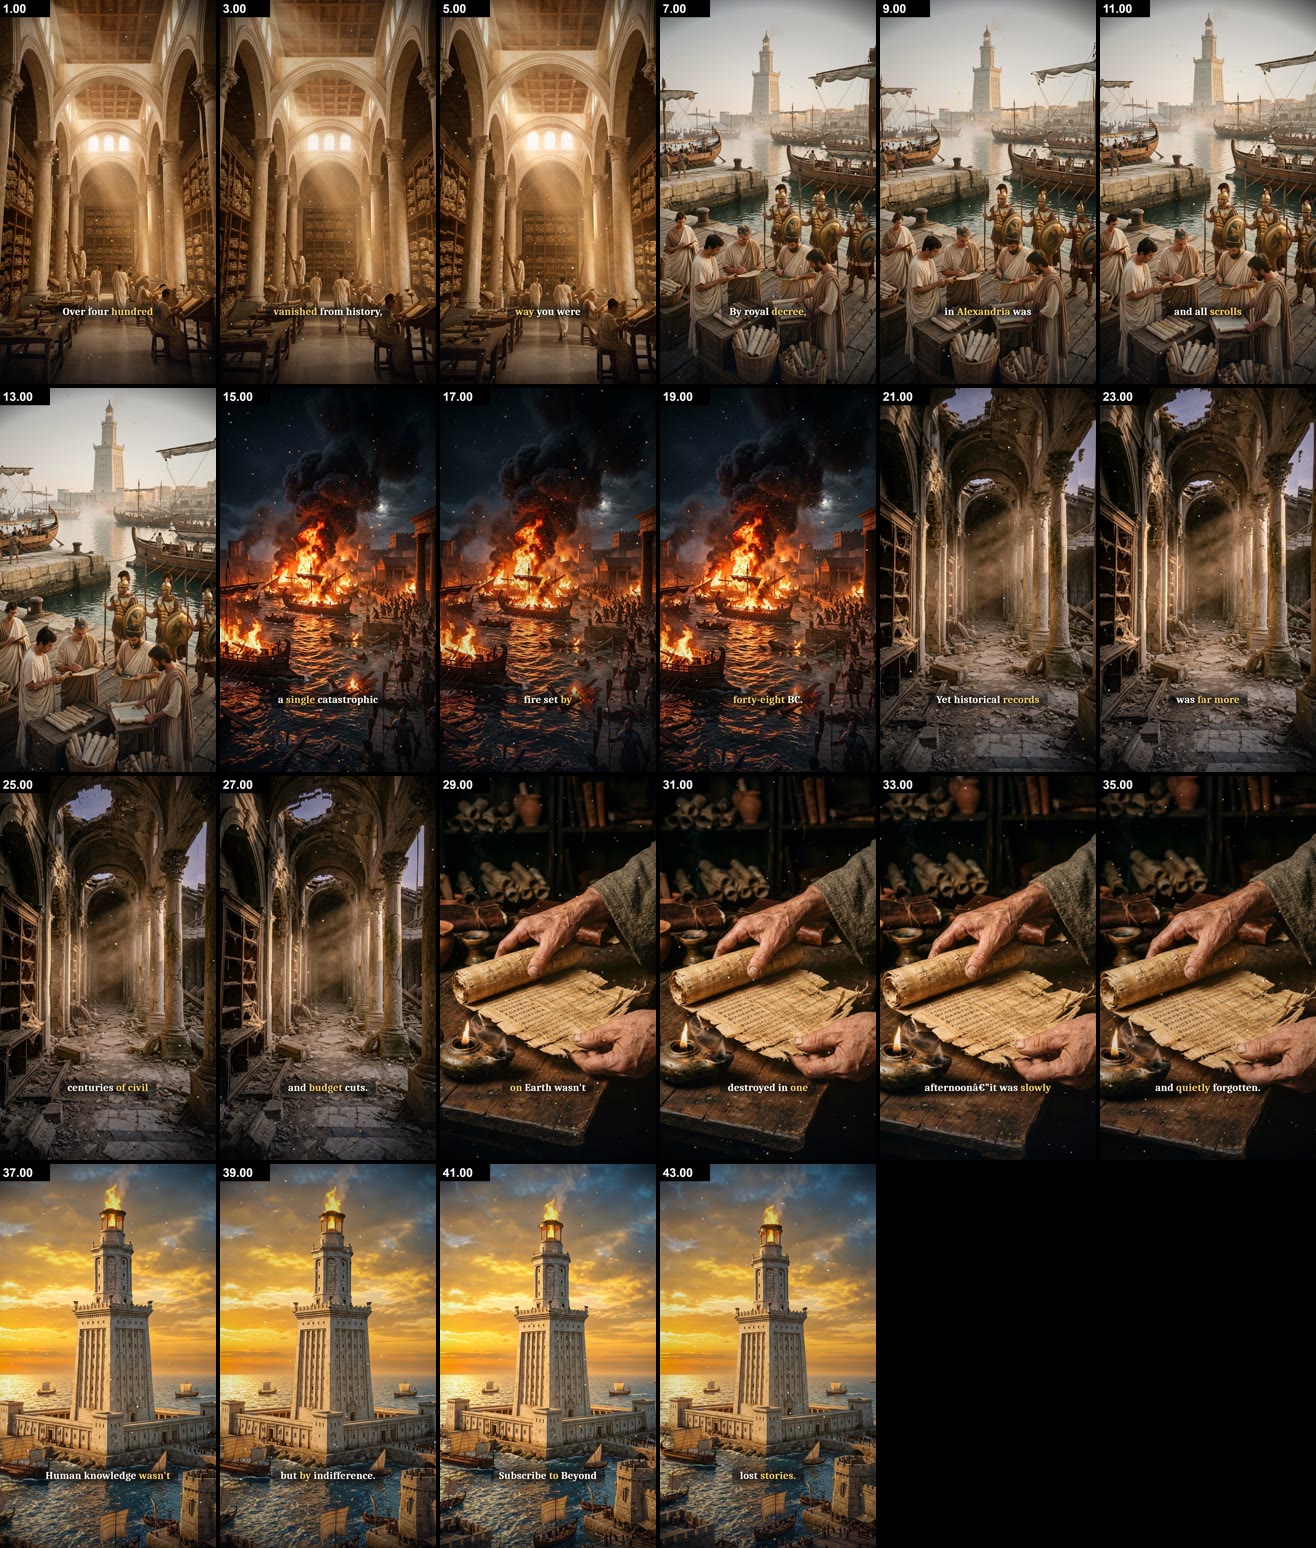 1.00
3.00
5.00
7.00
9.00
11.00
Over four hundred
vanished from history,
way you were
By royal decree,
in Alexandria was
and all scrolls
13.00
15.00
17.00
19.00
21.00
23.00
a single catastrophic
fire set by
forty-eight BC.
Yet historical records
was far more
25.00
27.00
29.00
31.00
33.00
35.00
centuries of civil
and budget cuts.
on Earth wasn't
destroyed in one
afternoonâ€”it was slowly
and quietly forgotten.
37.00
39.00
41.00
43.00
Human knowledge wasn't
but by indifference.
Subscribe to Beyond
lost stories.